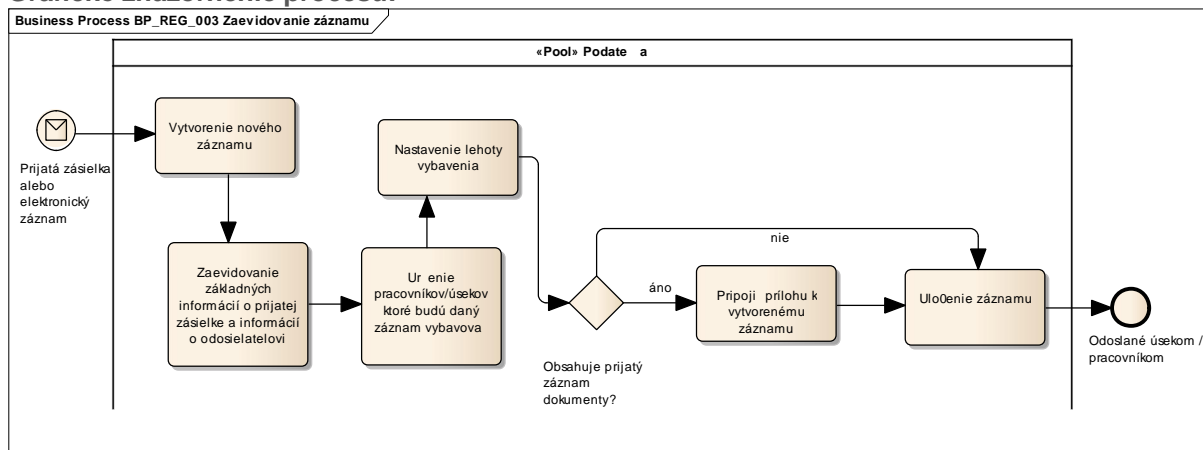 Business Process BP_REG_003 Zaevidovanie záznamu
«Pool» Podate a
Prijatá zásielka
alebo
elektronický
záznam
Vytvorenie nového
záznamu
Zaevidovanie
základných
informácií o prijatej
zásielke a informácií
o odosielatelovi
Ur enie
pracovníkov/úsekov
ktoré budú daný
záznam vybavova
Nastavenie lehoty
vybavenia
Obsahuje prijatý
záznam
dokumenty?
nie
áno
Pripoji prílohu k
vytvorenému
záznamu
Ulo0enie záznamu
Odoslané úsekom /
pracovníkom